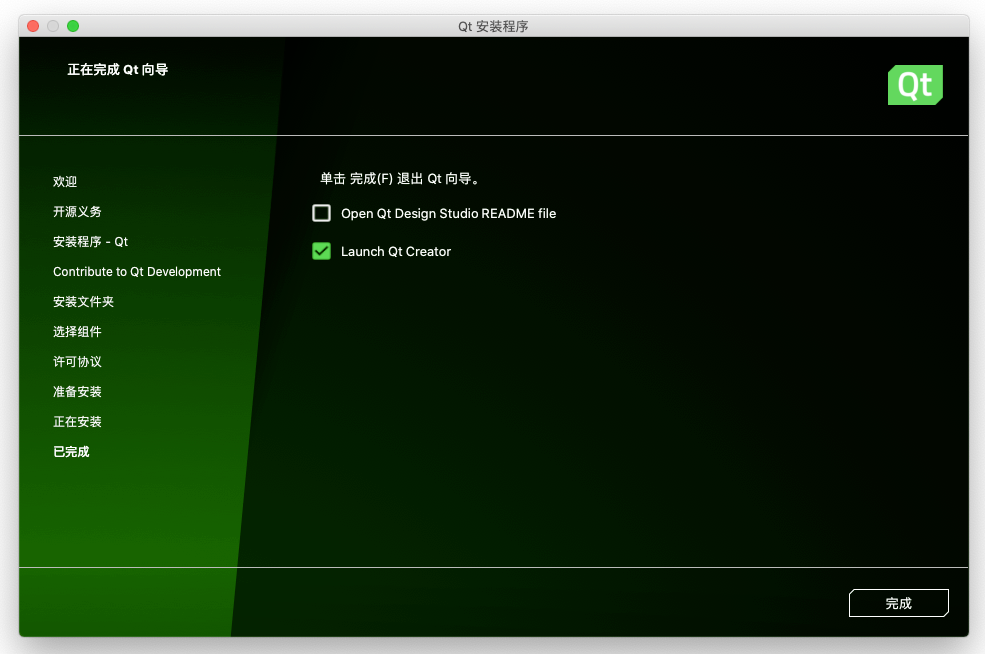 Qt 安装程序
正在完成 Qt 向导
Qt
欢迎
开源义务
安装程序 - Qt
Contribute to Qt Development
安装文件夹
选择组件
许可协议
准备安装
正在安装
已完成
单击 完成(F) 退出 Qt 向导。
Open Qt Design Studio README file
Launch Qt Creator
完成